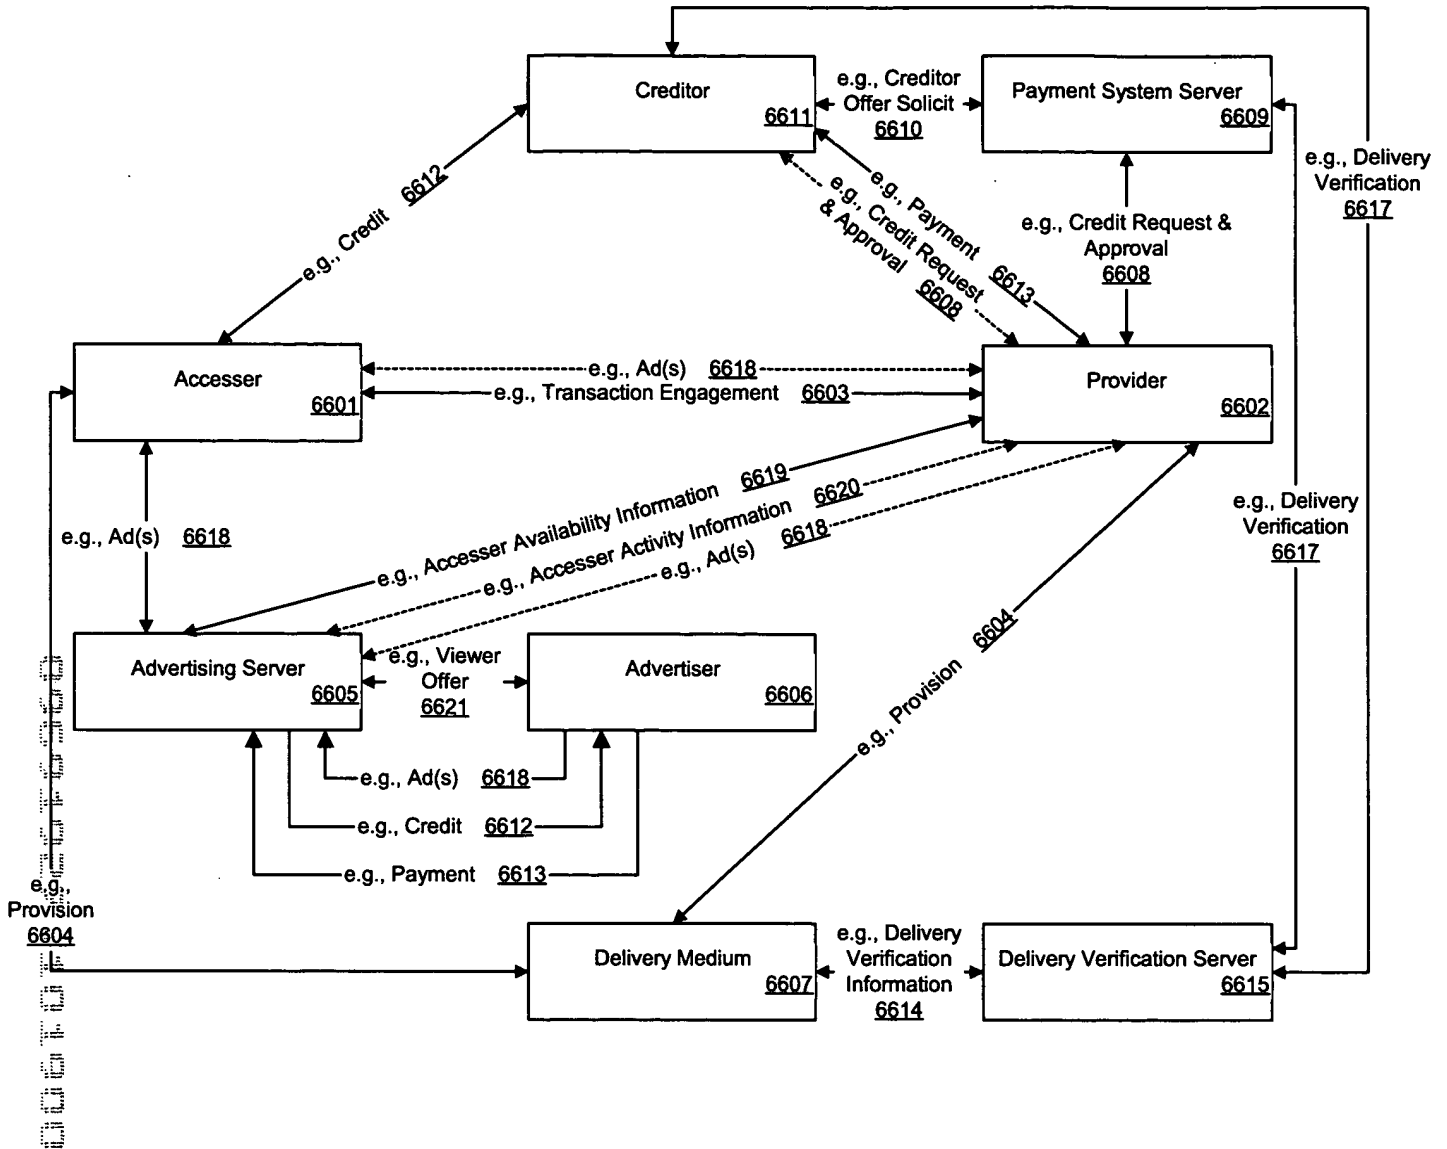 Creditor
6611
e.g., Creditor
Offer Solicit
6610
Payment System Server
6609
e.g., Delivery
Verification
6617
e.g., Credit 6612
e.g., Payment 6613
e.g., Credit Request
& Approval 6608
e.g., Credit Request &
Approval
6608
Accesser
6601
e.g., Ad(s) 6618
e.g., Transaction Engagement 6603
Provider
6602
e.g., Accesser Availability Information 6619
e.g., Accesser Activity Information 6620
e.g., Ad(s) 6618
e.g., Ad(s) 6618
e.g., Delivery
Verification
6617
Advertising Server
6605
e.g., Viewer
Offer
6621
Advertiser
6606
e.g., Provision 6604
e.g., Ad(s) 6618
e.g., Credit 6612
e.g., Payment 6613
e.g.,
Provision
6604
Delivery Medium
6607
e.g., Delivery
Verification
Information
6614
Delivery Verification Server
6615